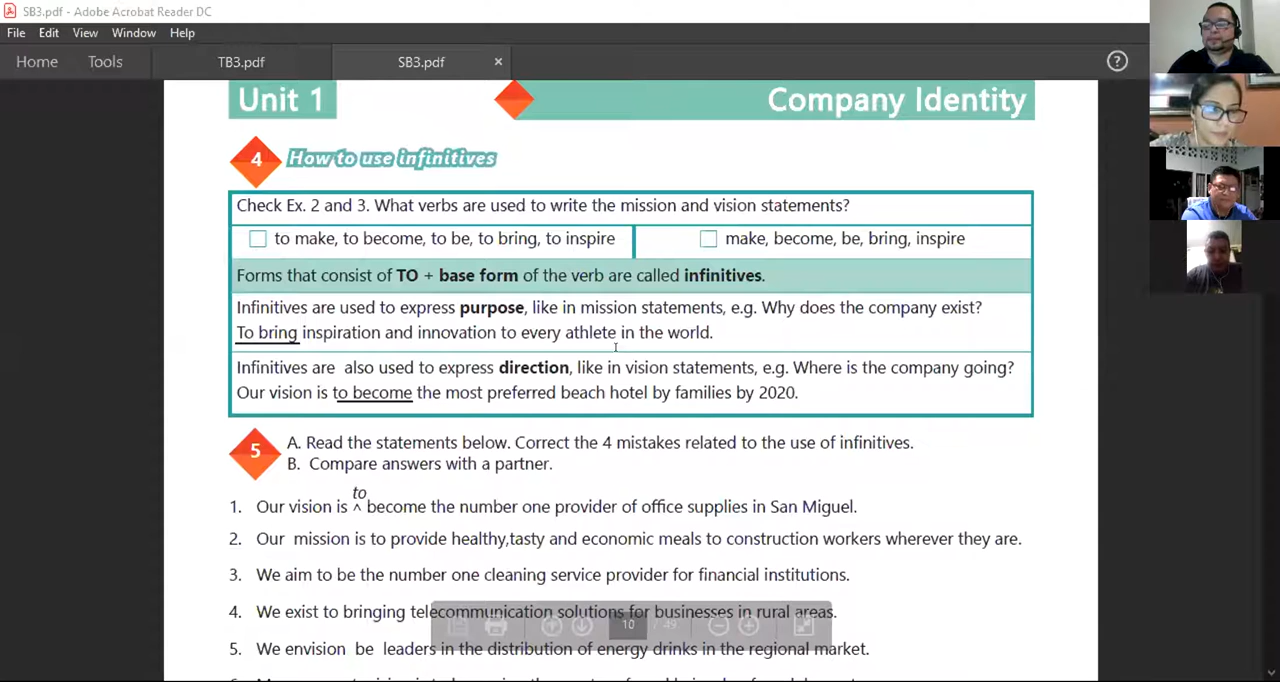 SB3.pdf - Adobe Acrobat Reader DC
File Edit View Window Help
Home Tools TB3.pdf SB3.pdf × ?
Unit 1 Company Identity
4 How to use infinitives
Check Ex. 2 and 3. What verbs are used to write the mission and vision statements?
to make, to become, to be, to bring, to inspire make, become, be, bring, inspire
Forms that consist of TO + base form of the verb are called infinitives.
Infinitives are used to express purpose, like in mission statements, e.g. Why does the company exist?
To bring inspiration and innovation to every athlete in the world.
Infinitives are also used to express direction, like in vision statements, e.g. Where is the company going?
Our vision is to become the most preferred beach hotel by families by 2020.
5 A. Read the statements below. Correct the 4 mistakes related to the use of infinitives.
B. Compare answers with a partner.
to
1. Our vision is ^ become the number one provider of office supplies in San Miguel.
2. Our mission is to provide healthy,tasty and economic meals to construction workers wherever they are.
3. We aim to be the number one cleaning service provider for financial institutions.
4. We exist to bringing telecommunication solutions for businesses in rural areas.
10 / 49
5. We envision be leaders in the distribution of energy drinks in the regional market.